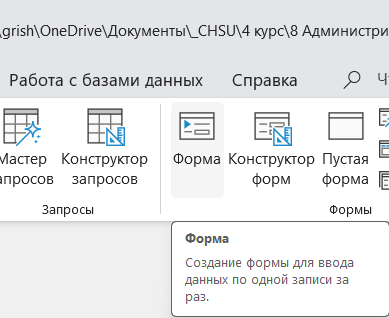 \grish\OneDrive\Документы\_CHSU\4 курс\8 Админист
Работа с базами данных Справка
Мастер запросов
Конструктор запросов
Форма
Конструктор форм
Пустая форма
Запросы
Формы
Форма
Создание формы для ввода
данных по одной записи за
раз.